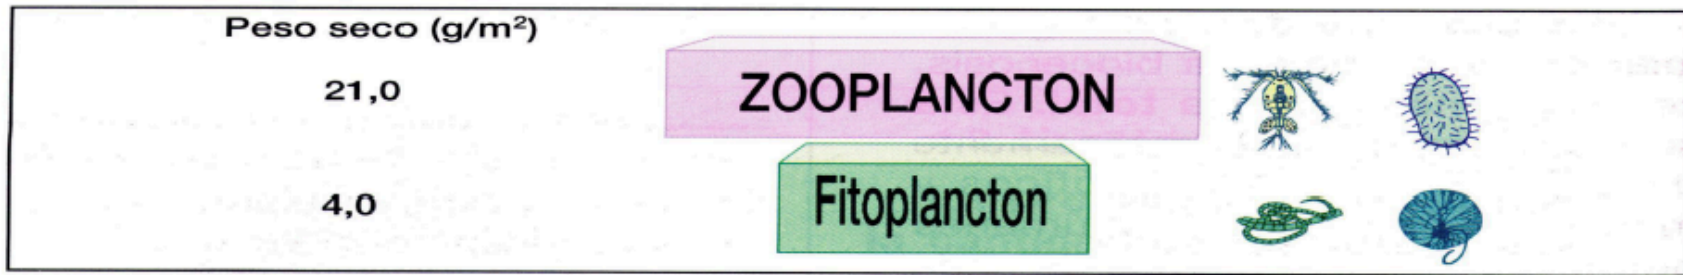 Peso seco (g/m²)
21,0
ZOOPLANCTON
4,0
Fitoplancton